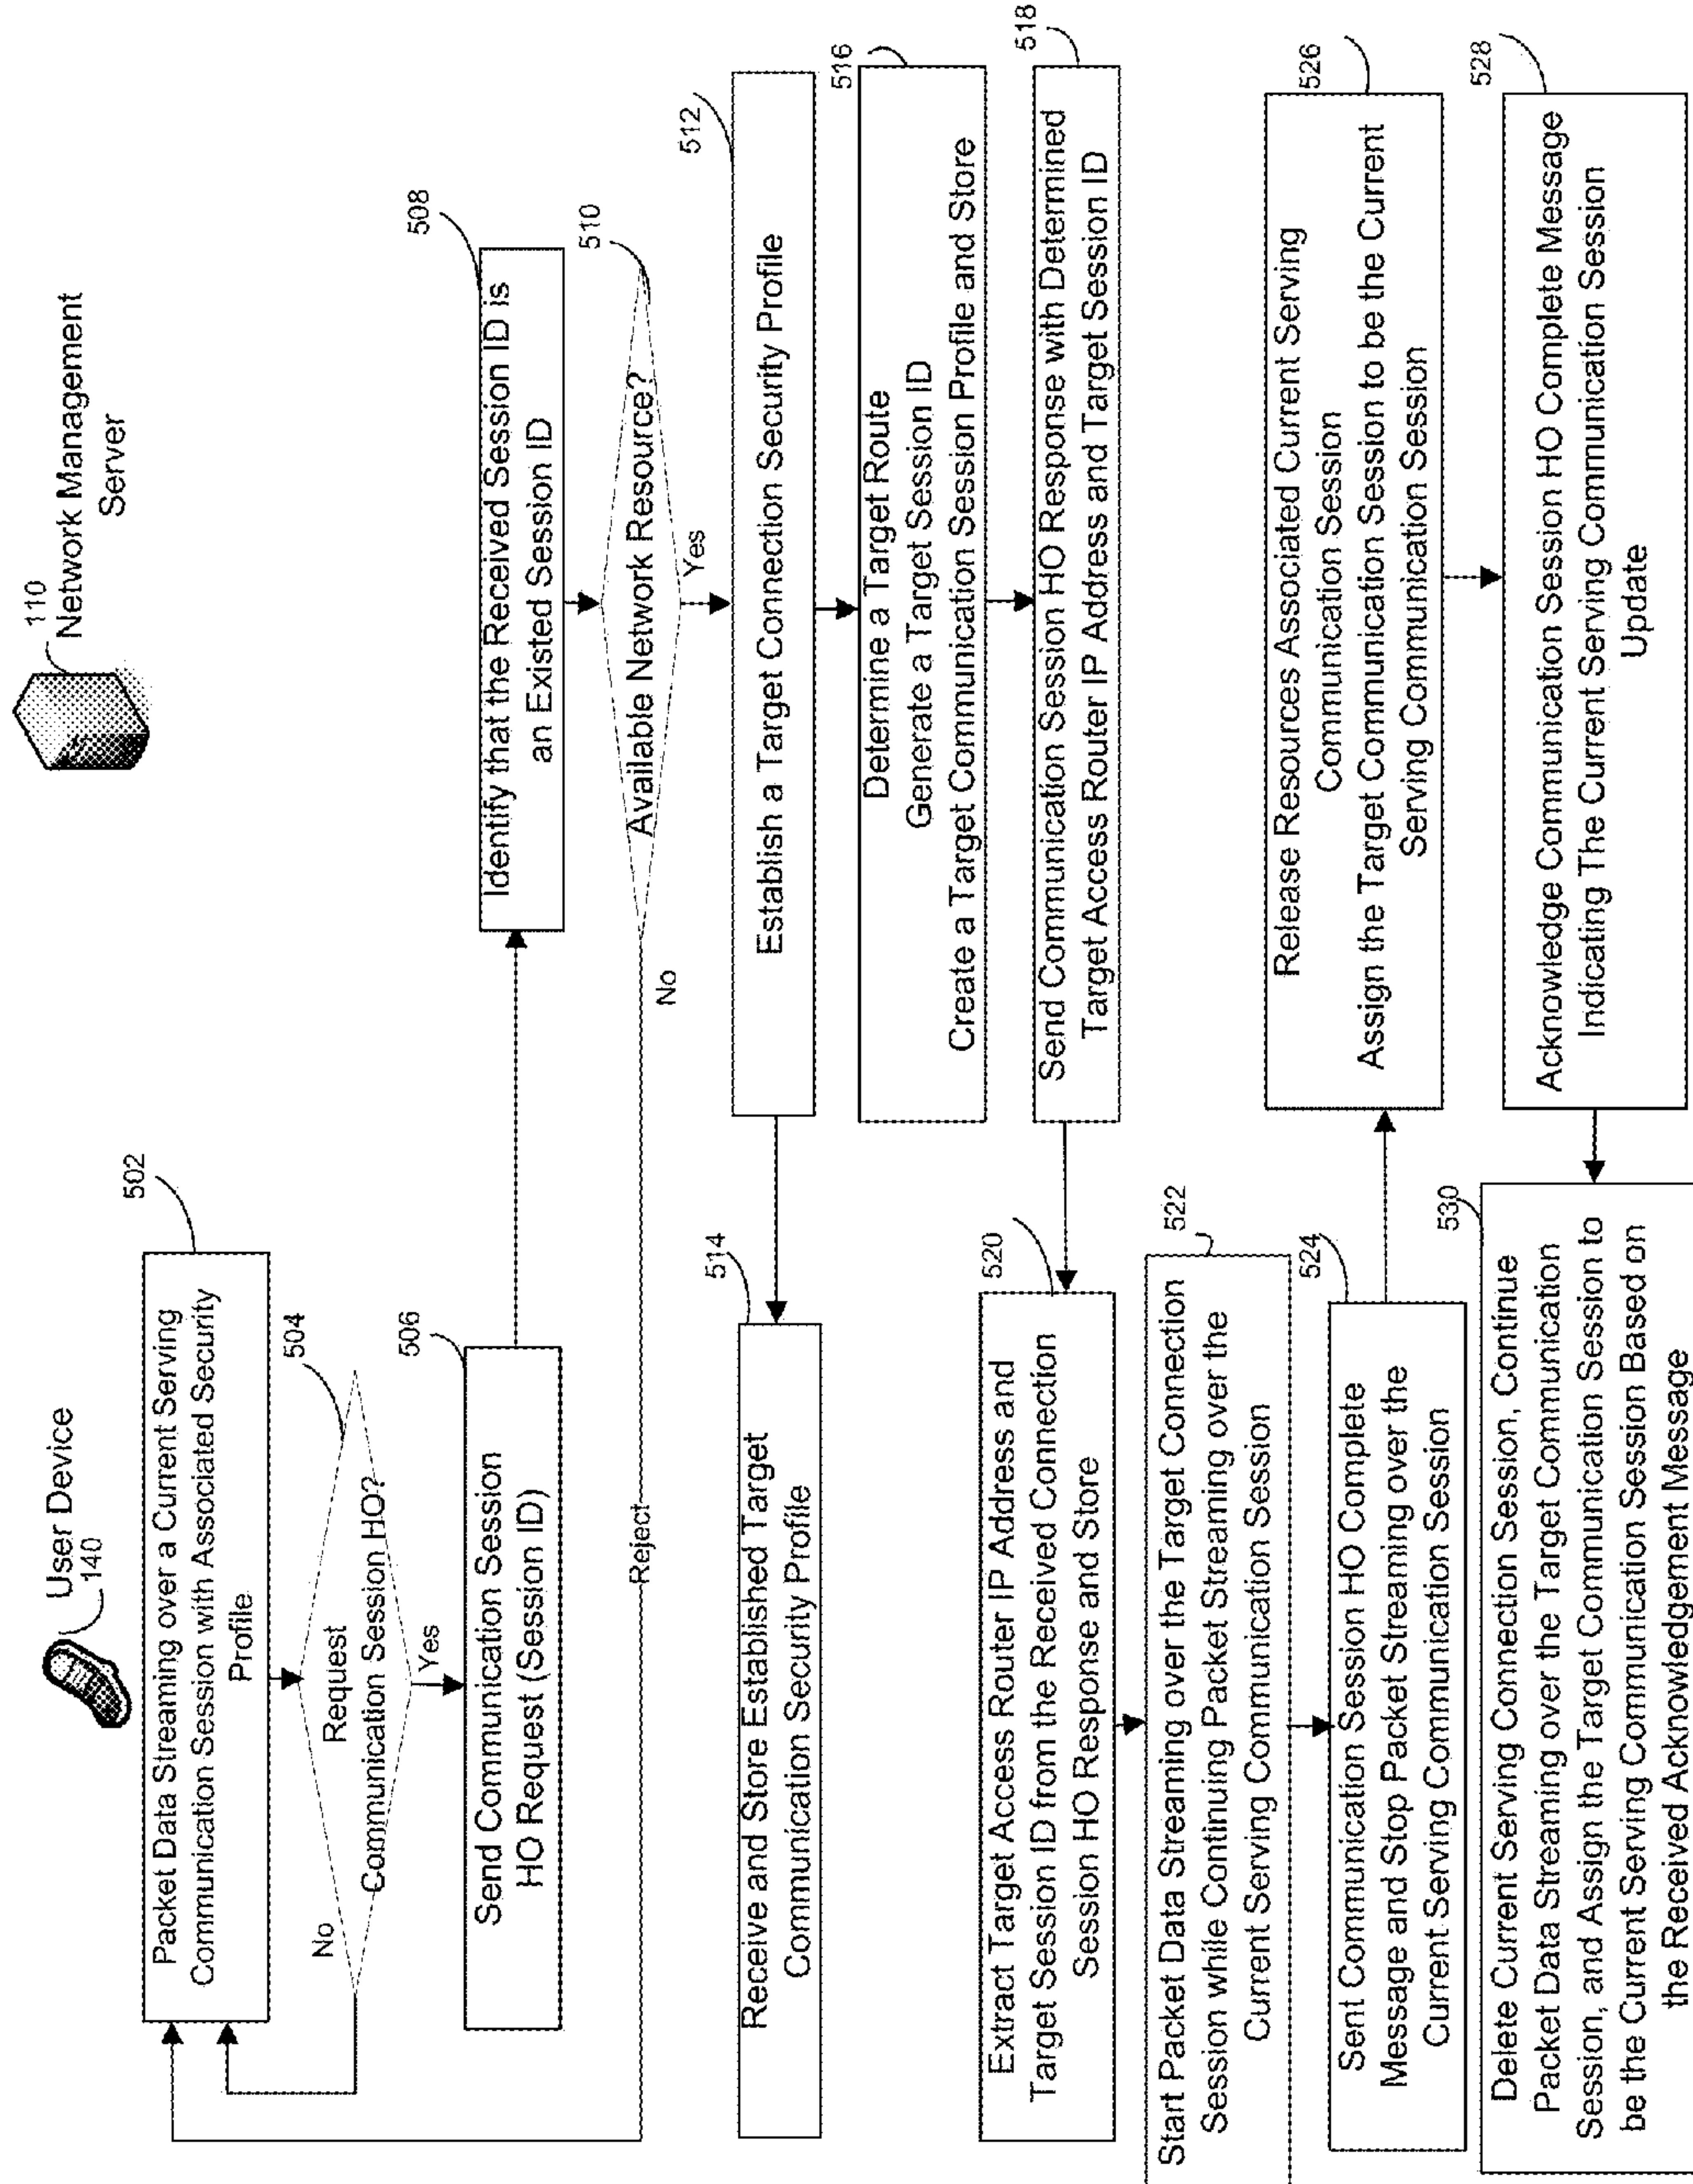 User Device
140
110
Network Management
Server
502
Packet Data Streaming over a Current Serving
Communication Session with Associated Security
Profile
504
Request
Communication Session HO?
No
Yes
506
Send Communication Session
HO Request (Session ID)
508
Identify that the Received Session ID is
an Existed Session ID
510
Available Network Resource?
No
Yes
Reject
512
Establish a Target Connection Security Profile
514
Receive and Store Established Target
Communication Security Profile
516
Determine a Target Route
Generate a Target Session ID
Create a Target Communication Session Profile and Store
518
Send Communication Session HO Response with Determined
Target Access Router IP Address and Target Session ID
520
Extract Target Access Router IP Address and
Target Session ID from the Received Connection
Session HO Response and Store
522
Start Packet Data Streaming over the Target Connection
Session while Continuing Packet Streaming over the
Current Serving Communication Session
524
Sent Communication Session HO Complete
Message and Stop Packet Streaming over the
Current Serving Communication Session
526
Release Resources Associated Current Serving
Communication Session
Assign the Target Communication Session to be the Current
Serving Communication Session
528
Acknowledge Communication Session HO Complete Message
Indicating The Current Serving Communication Session
Update
530
Delete Current Serving Connection Session, Continue
Packet Data Streaming over the Target Communication
Session, and Assign the Target Communication Session to
be the Current Serving Communication Session Based on
the Received Acknowledgement Message